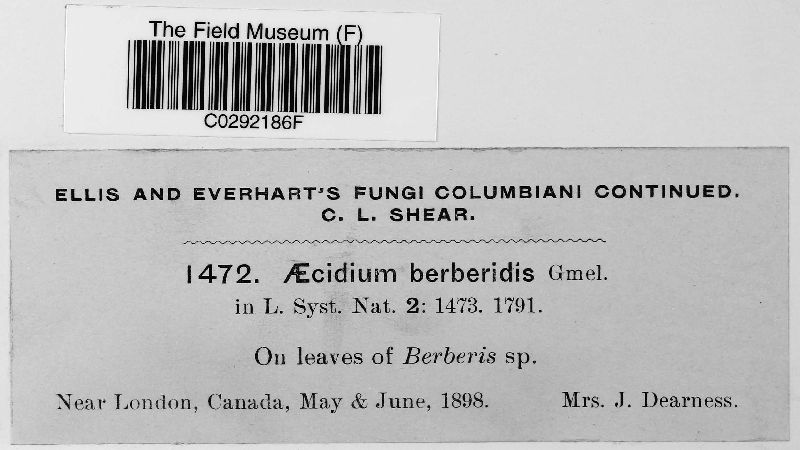 The Field Museum (F)
C0292186F
ELLIS AND EVERHART'S FUNGI COLUMBIANI CONTINUED.
C. L. SHEAR.
1472. Æcidium berberidis Gmel.
in L. Syst. Nat. 2: 1473. 1791.
On leaves of Berberis sp.
Near London, Canada, May & June, 1898. Mrs. J. Dearness.